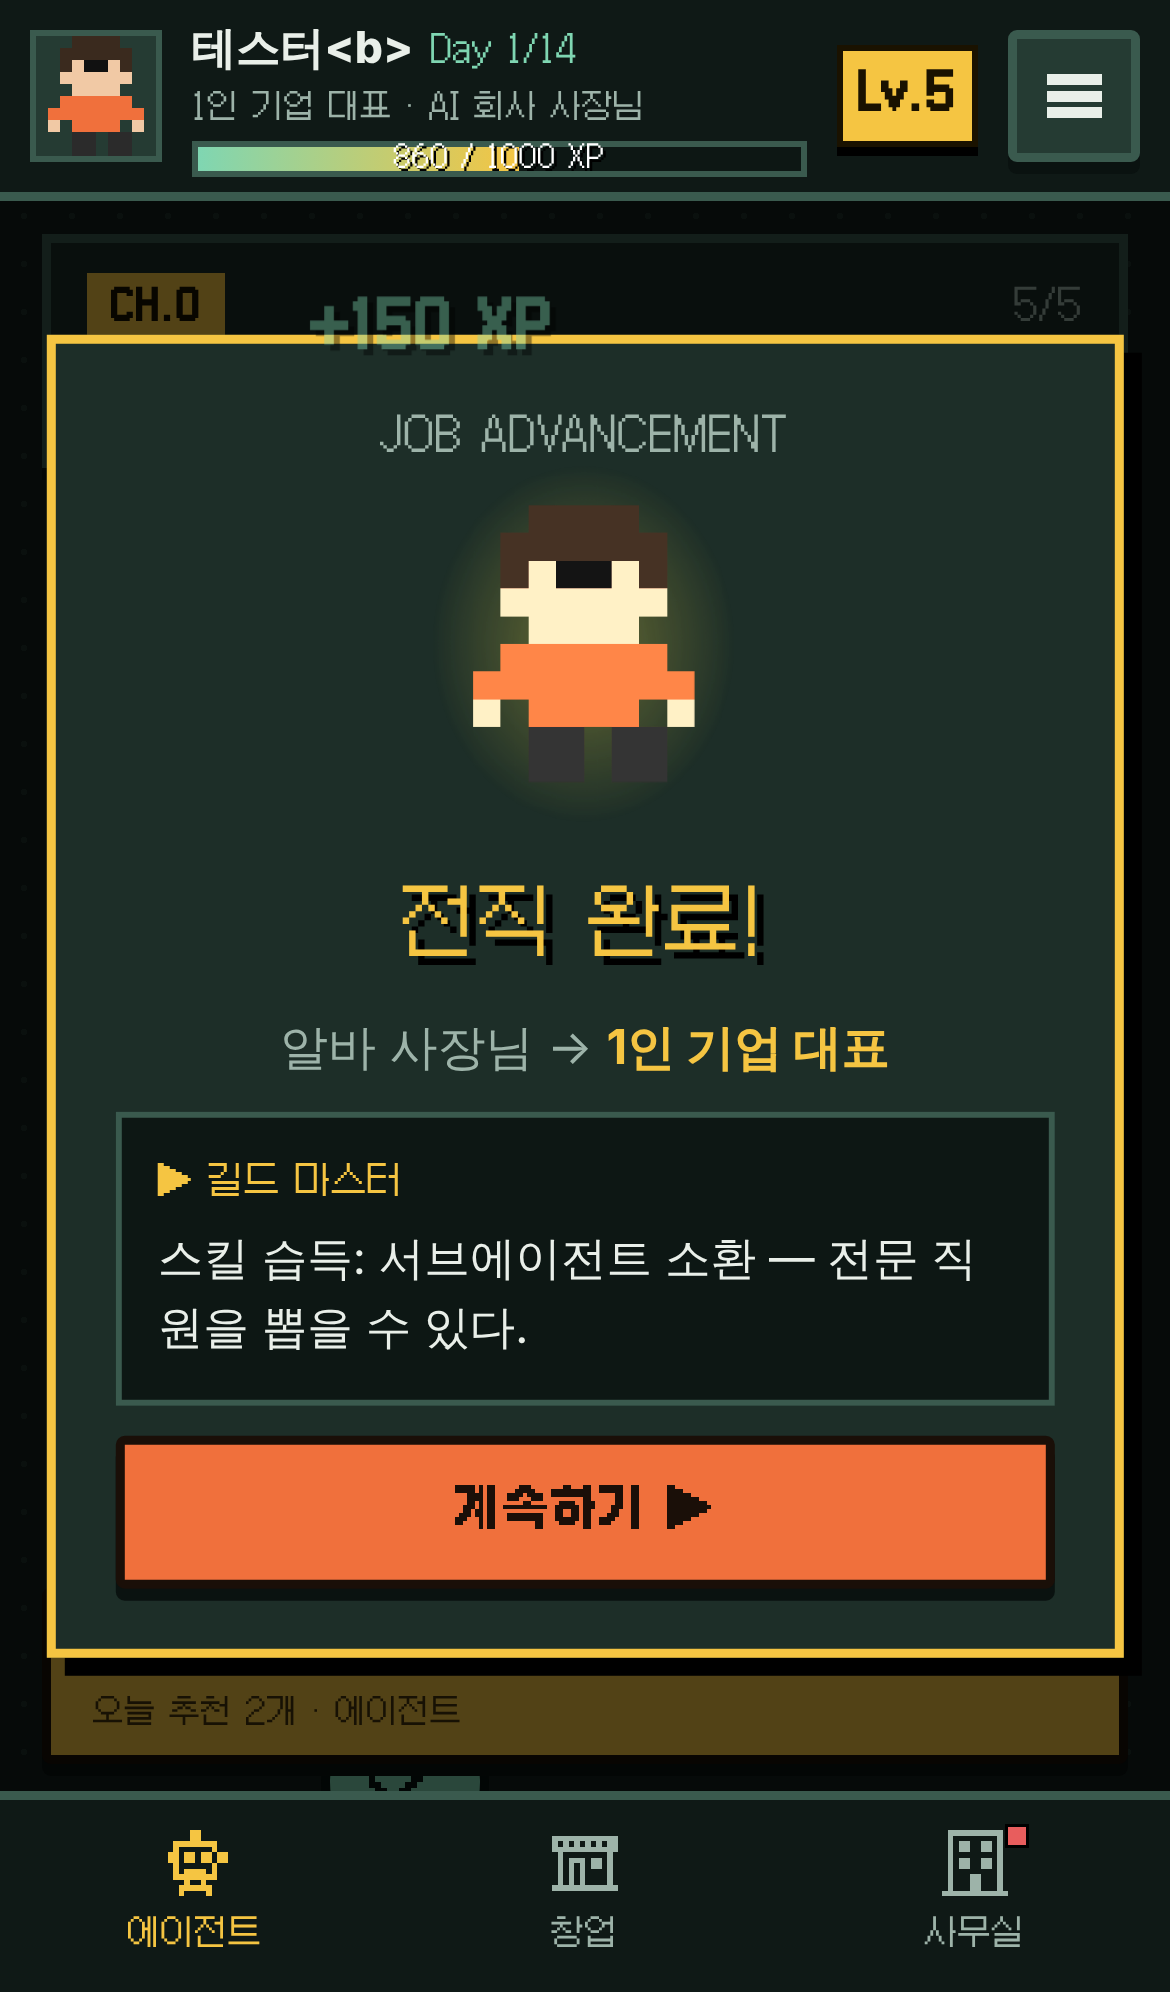 테스터<b> Day 1/14
Lv.5
1인 기업 대표 · AI 회사 사장님
860 / 1000 XP
CH.0
5/5
+150 XP
JOB ADVANCEMENT
전직 완료!
알바 사장님 → 1인 기업 대표
▶ 길드 마스터
스킬 습득: 서브에이전트 소환 — 전문 직
원을 뽑을 수 있다.
계속하기 ▶
오늘 추천 2개 · 에이전트
에이전트
창업
사무실